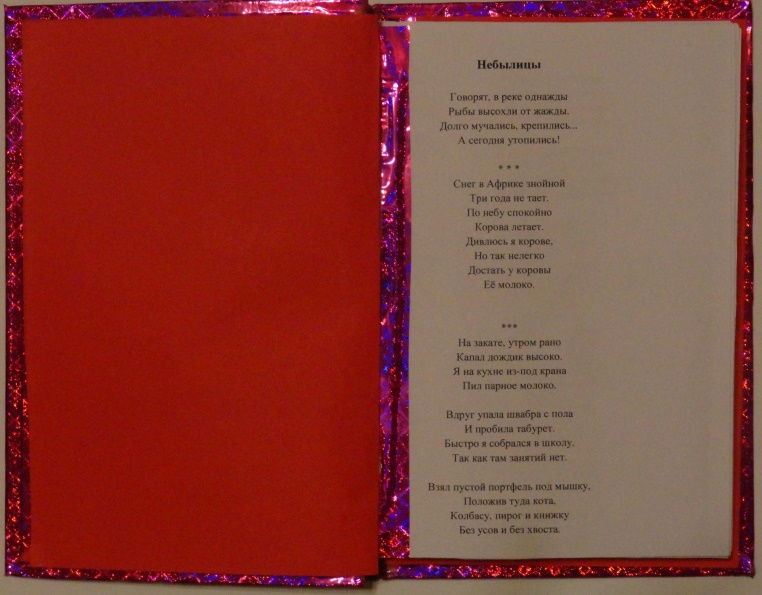 Небылицы
Говорят, в реке однажды
Рыбы высохли от жажды.
Долго мучались, крепились...
А сегодня утопились!
* * *
Снег в Африке знойной
Три года не тает.
По небу спокойно
Корова летает.
Дивлюсь я корове,
Но так нелегко
Достать у коровы
Её молоко.
***
На закате, утром рано
Капал дождик высоко.
Я на кухне из-под крана
Пил парное молоко.
Вдруг упала швабра с пола
И пробила табурет.
Быстро я собрался в школу,
Так как там занятий нет.
Взял пустой портфель под мышку,
Положив туда кота,
Колбасу, пирог и книжку
Без усов и без хвоста.